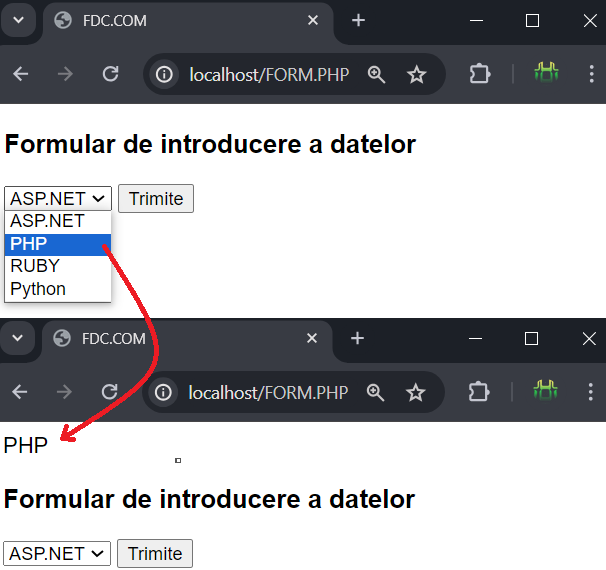 FDC.COM
localhost/FORM.PHP
Formular de introducere a datelor
ASP.NET Trimite
ASP.NET
PHP
RUBY
Python
FDC.COM
localhost/FORM.PHP
PHP
Formular de introducere a datelor
ASP.NET Trimite